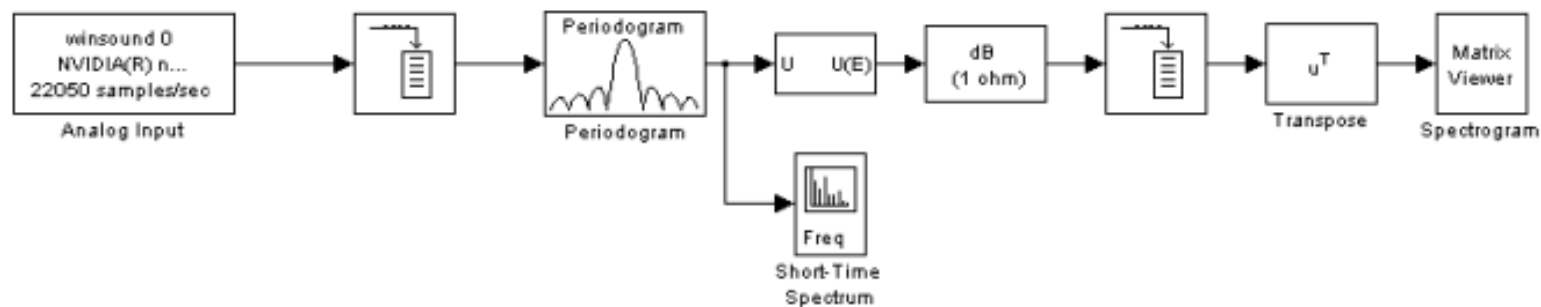 winsound 0
NVIDIA(R) n...
22050 samples/sec
Analog Input
Periodogram
Periodogram
U U(E)
dB
(1 ohm)
uT
Transpose
Matrix
Viewer
Spectrogram
Freq
Short-Time
Spectrum